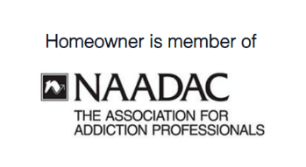 Homeowner is member of
NAADAC
THE ASSOCIATION FOR
ADDICTION PROFESSIONALS